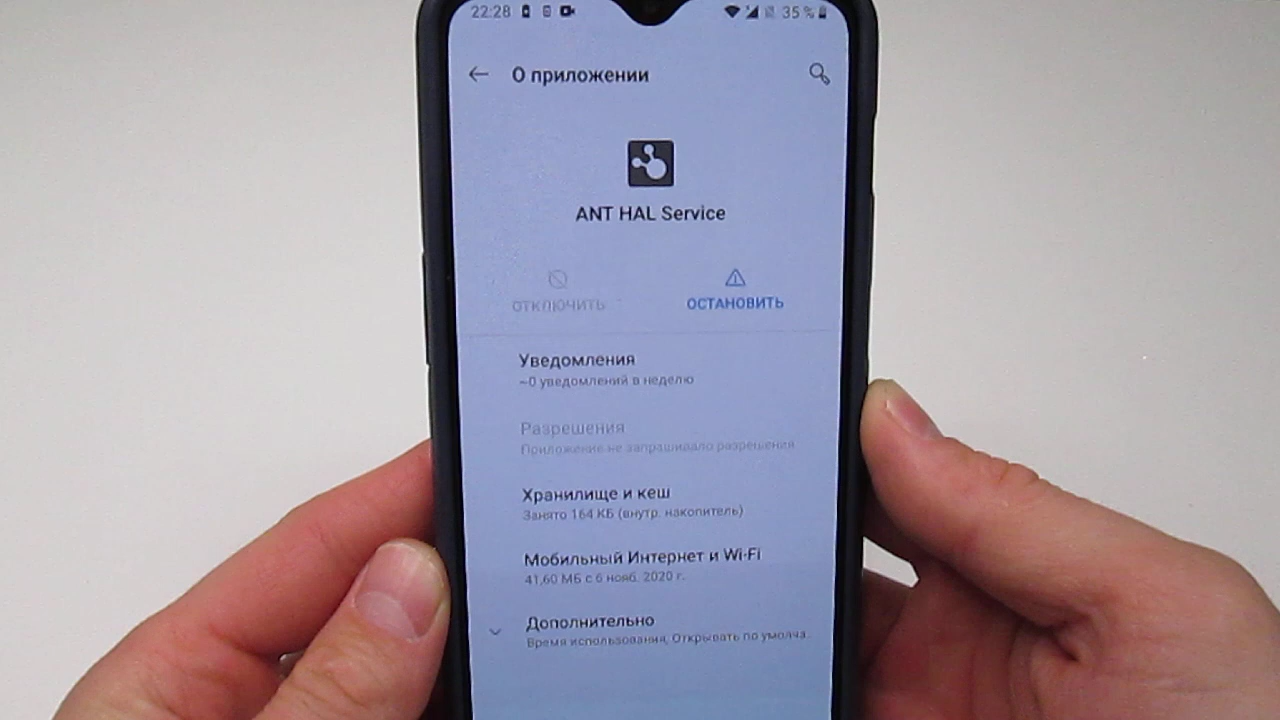 22:28 35 %
О приложении
ANT HAL Service
ОТКЛЮЧИТЬ ОСТАНОВИТЬ
Уведомления
~0 уведомлений в неделю
Разрешения
Приложение не запрашивало разрешения
Хранилище и кеш
Занято 164 КБ (внутр. накопитель)
Мобильный Интернет и Wi-Fi
41,60 МБ с 6 нояб. 2020 г.
Дополнительно
Время использования, Открывать по умолча...